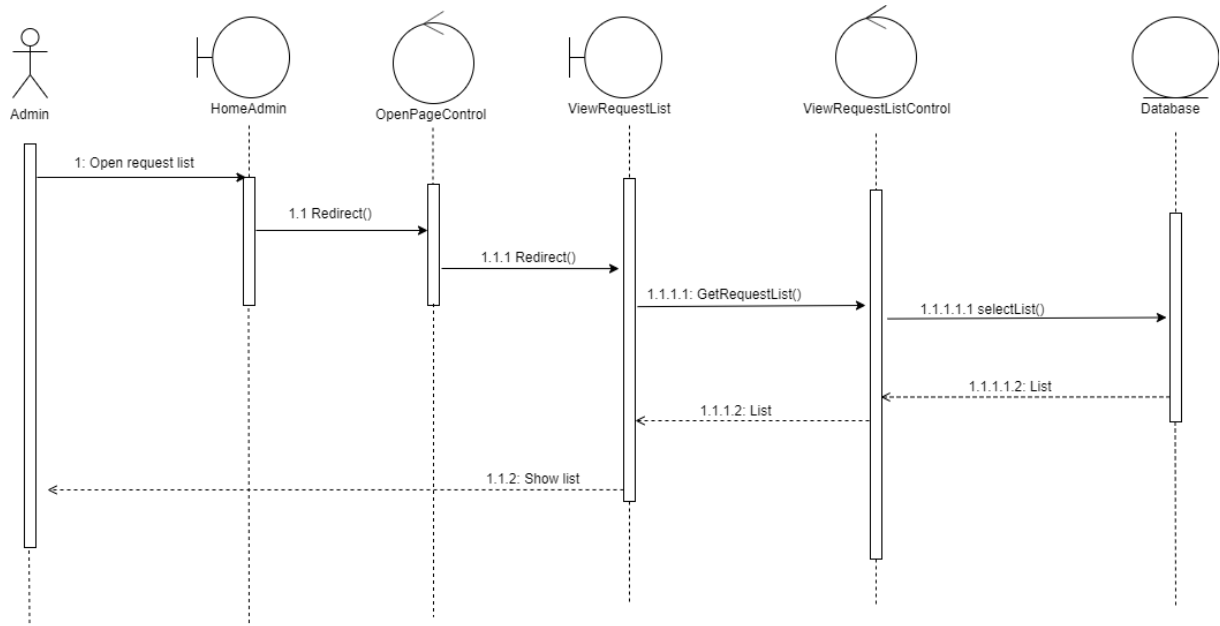 Admin
HomeAdmin
OpenPageControl
ViewRequestList
ViewRequestListControl
Database
1: Open request list
1.1 Redirect()
1.1.1 Redirect()
1.1.1.1: GetRequestList()
1.1.1.1.1 selectList()
1.1.1.1.2: List
1.1.1.2: List
1.1.2: Show list